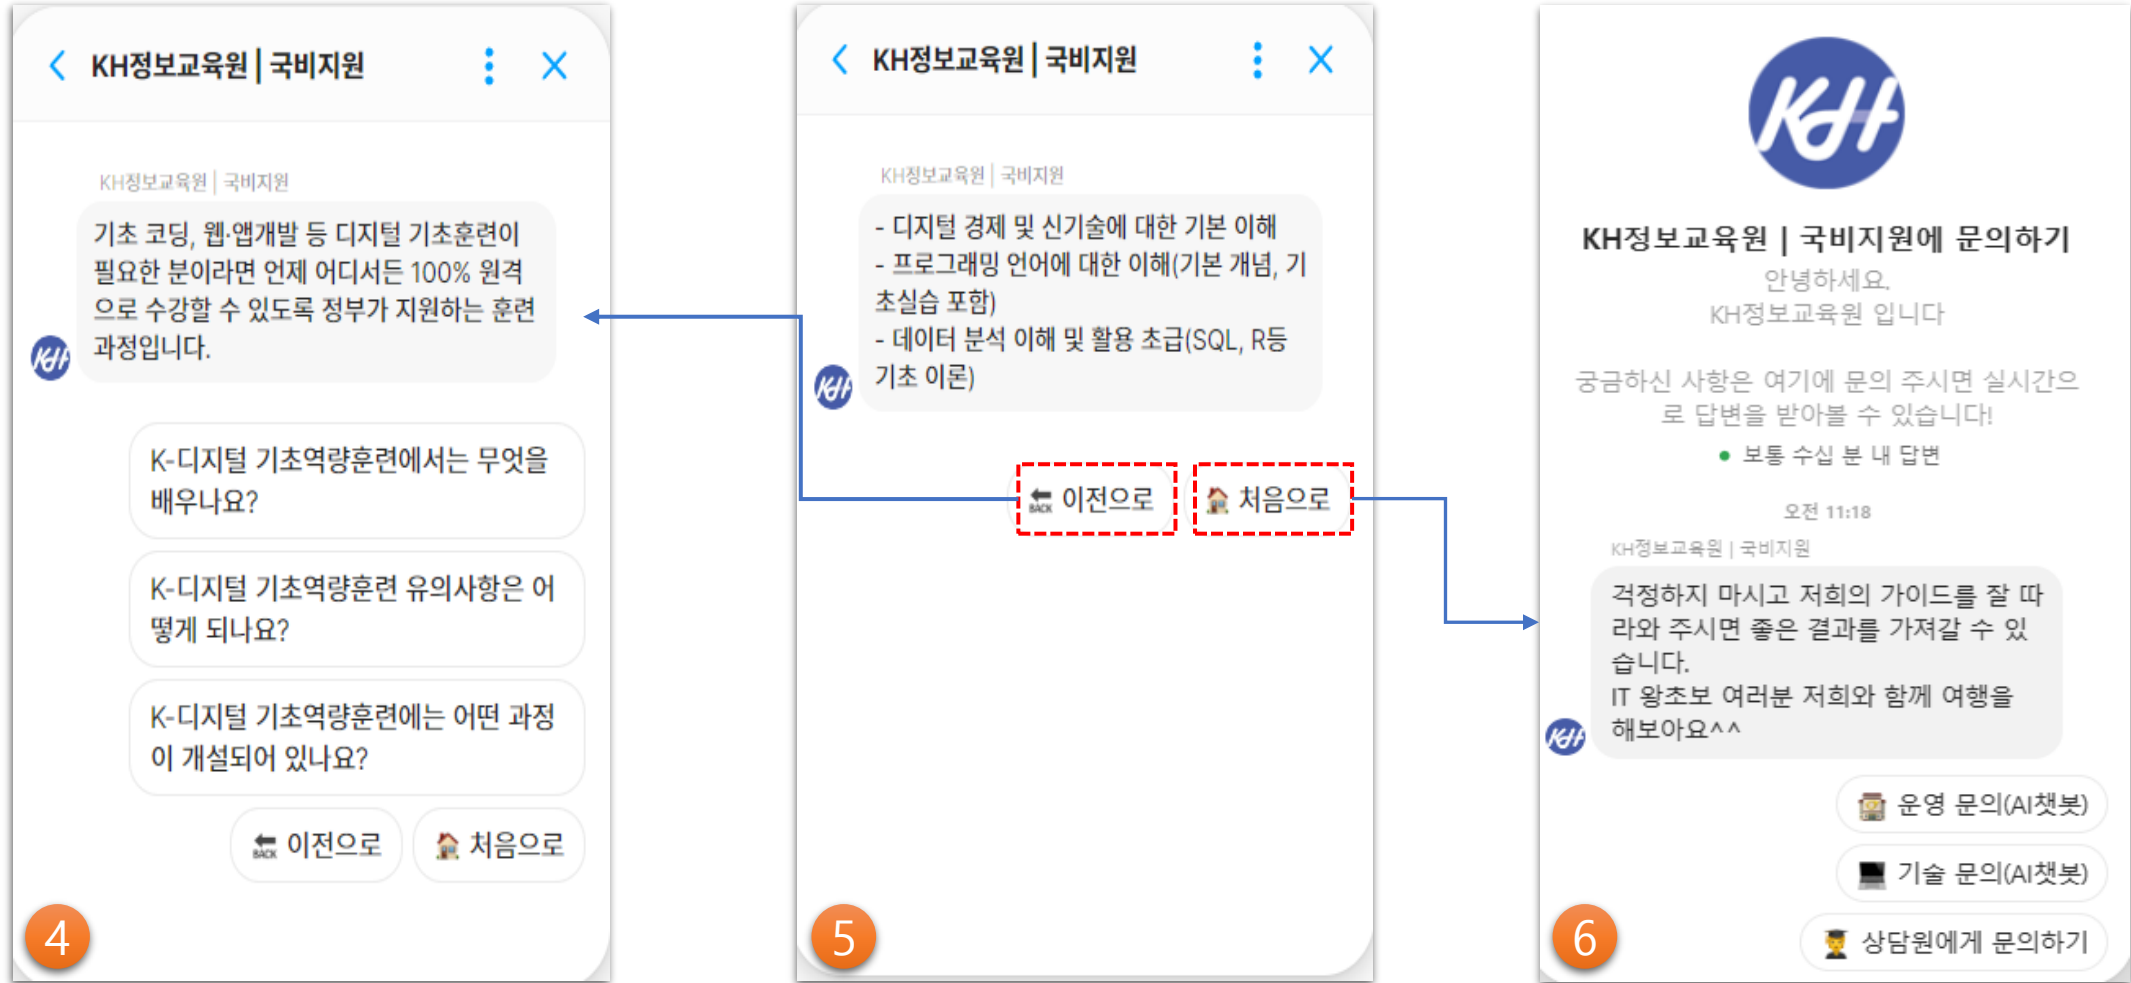 KH정보교육원 | 국비지원
KH정보교육원 | 국비지원
기초 코딩, 웹·앱개발 등 디지털 기초훈련이
필요한 분이라면 언제 어디서든 100% 원격
으로 수강할 수 있도록 정부가 지원하는 훈련
과정입니다.
KH
K-디지털 기초역량훈련에서는 무엇을
배우나요?
K-디지털 기초역량훈련 유의사항은 어
떻게 되나요?
K-디지털 기초역량훈련에는 어떤 과정
이 개설되어 있나요?
BACK 이전으로
처음으로
4
KH정보교육원 | 국비지원
KH정보교육원 | 국비지원
- 디지털 경제 및 신기술에 대한 기본 이해
- 프로그래밍 언어에 대한 이해(기본 개념, 기
초실습 포함)
- 데이터 분석 이해 및 활용 초급(SQL, R등
기초 이론)
KH
BACK 이전으로
처음으로
5
KH
KH정보교육원 | 국비지원에 문의하기
안녕하세요.
KH정보교육원 입니다
궁금하신 사항은 여기에 문의 주시면 실시간으
로 답변을 받아볼 수 있습니다!
보통 수십 분 내 답변
오전 11:18
KH정보교육원 | 국비지원
걱정하지 마시고 저희의 가이드를 잘 따
라와 주시면 좋은 결과를 가져갈 수 있
습니다.
IT 왕초보 여러분 저희와 함께 여행을
해보아요^^
KH
운영 문의(AI챗봇)
기술 문의(AI챗봇)
상담원에게 문의하기
6